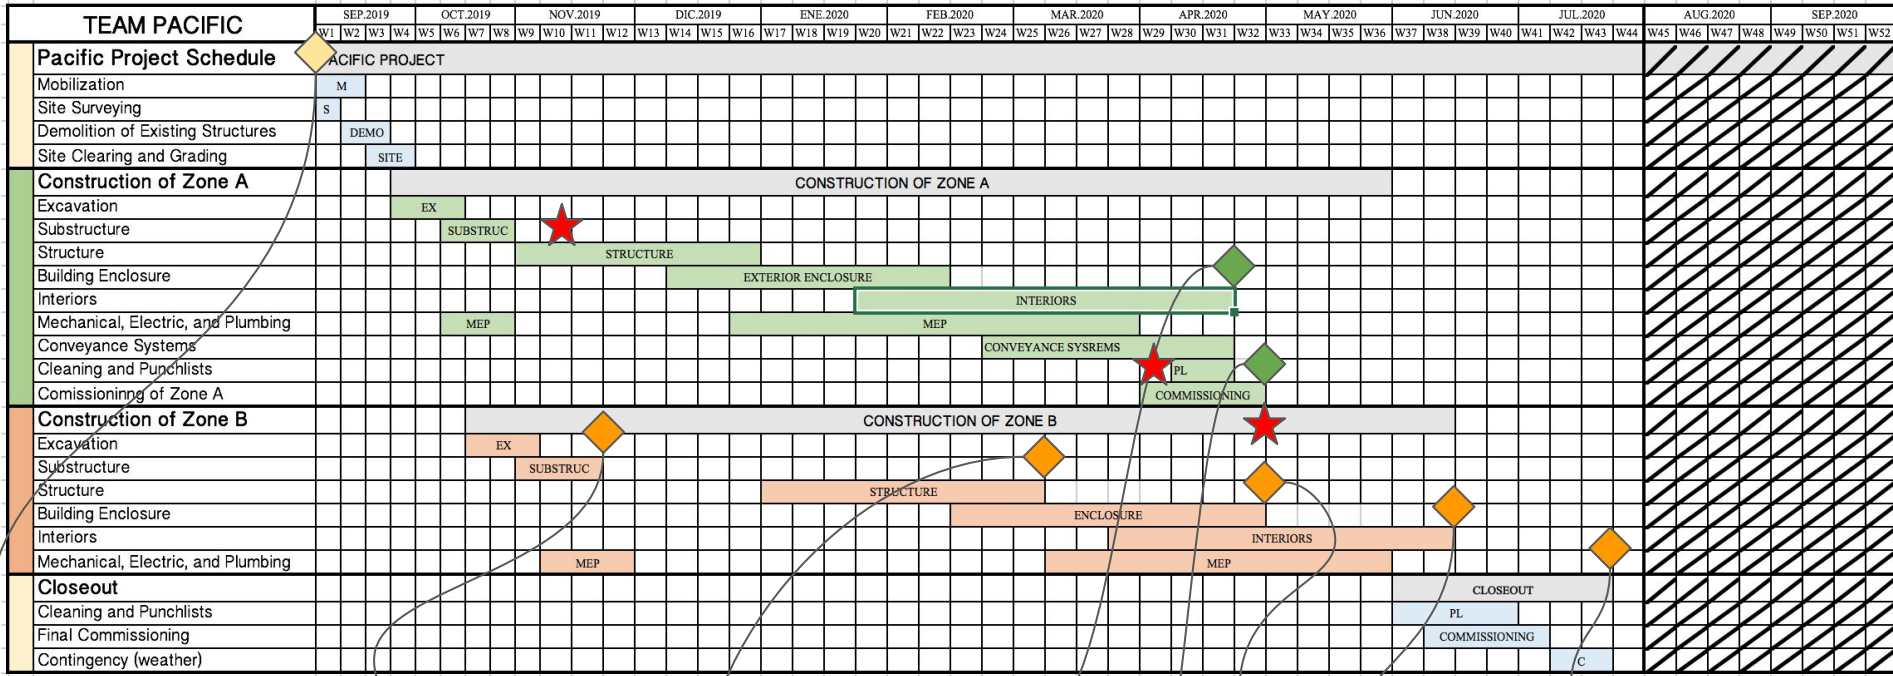 TEAM PACIFIC
SEP.2019 OCT.2019 NOV.2019 DIC.2019 ENE.2020 FEB.2020 MAR.2020 APR.2020 MAY.2020 JUN.2020 JUL.2020 AUG.2020 SEP.2020
W1 W2 W3 W4 W5 W6 W7 W8 W9 W10 W11 W12 W13 W14 W15 W16 W17 W18 W19 W20 W21 W22 W23 W24 W25 W26 W27 W28 W29 W30 W31 W32 W33 W34 W35 W36 W37 W38 W39 W40 W41 W42 W43 W44 W45 W46 W47 W48 W49 W50 W51 W52
Pacific Project Schedule ACIFIC PROJECT
Mobilization M
Site Surveying S
Demolition of Existing Structures DEMO
Site Clearing and Grading SITE
Construction of Zone A CONSTRUCTION OF ZONE A
Excavation EX
Substructure SUBSTRUC
Structure STRUCTURE
Building Enclosure EXTERIOR ENCLOSURE
Interiors INTERIORS
Mechanical, Electric, and Plumbing MEP MEP
Conveyance Systems CONVEYANCE SYSREMS
Cleaning and Punchlists PL
Comissioninng of Zone A COMMISSIONING
Construction of Zone B CONSTRUCTION OF ZONE B
Excavation EX
Substructure SUBSTRUC
Structure STRUCTURE
Building Enclosure ENCLOSURE
Interiors INTERIORS
Mechanical, Electric, and Plumbing MEP MEP
Closeout CLOSEOUT
Cleaning and Punchlists PL
Final Commissioning COMMISSIONING
Contingency (weather) C